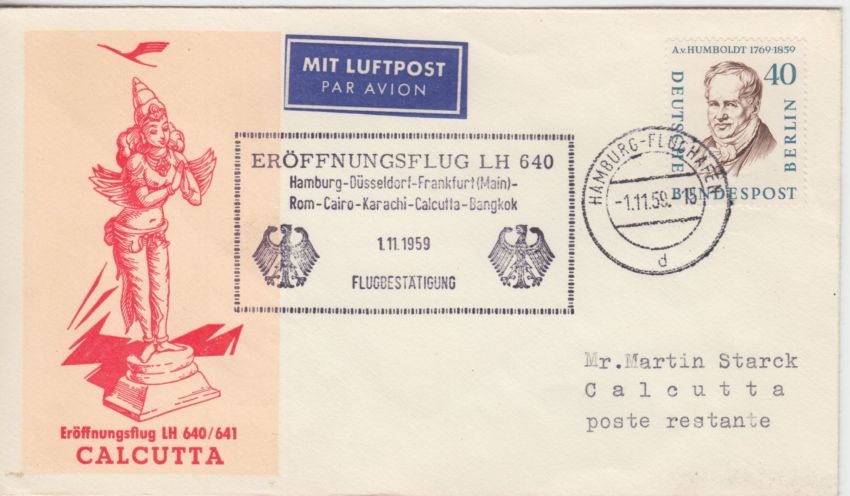 MIT LUFTPOST
PAR AVION
A.v.HUMBOLDT 1769-1859
40
DEUTSCHE
BUNDESPOST
BERLIN
ERÖFFNUNGSFLUG LH 640
Hamburg-Düsseldorf-Frankfurt(Main)-
Rom-Cairo-Karachi-Calcutta-Bangkok
1.11.1959
FLUGBESTÄTIGUNG
HAMBURG-FLUGHAFEN
-1.11.59.-15
d
Mr.Martin Starck
Calcutta
poste restante
Eröffnungsflug LH 640/641
CALCUTTA